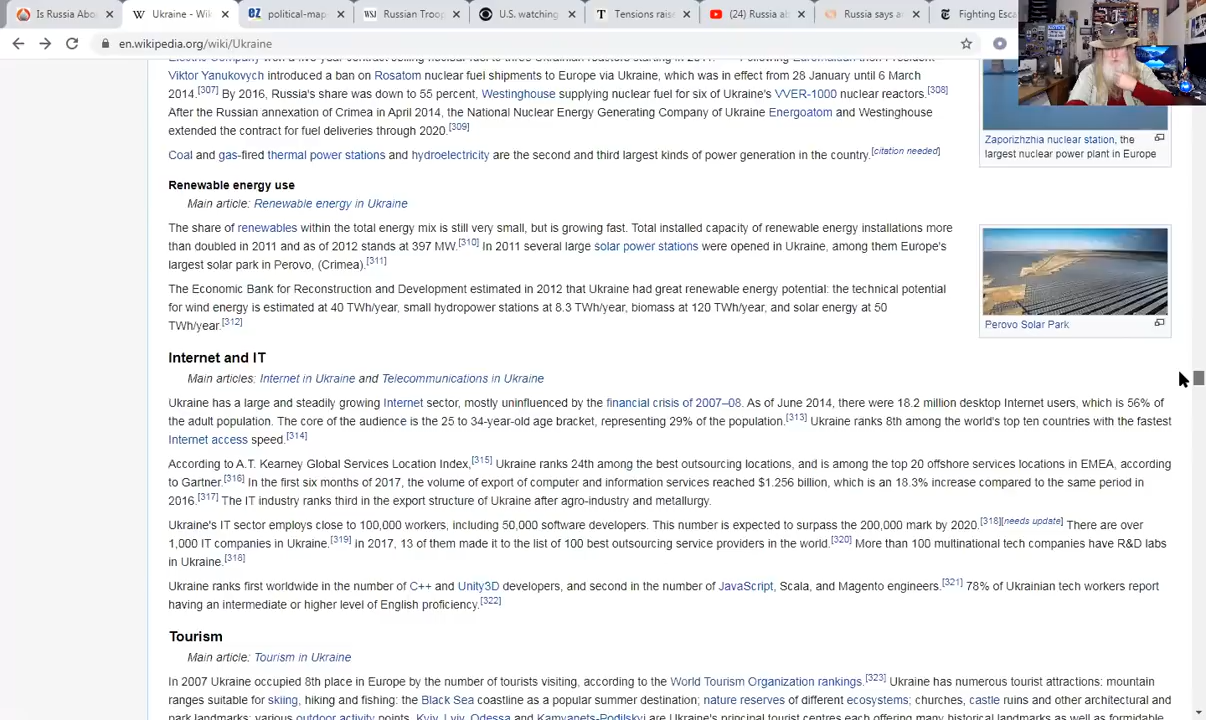 Is Russia Abo
Ukraine - Wik
political-map
Russian Troop
U.S. watching
Tensions rais
(24) Russia ab
Russia says a
Fighting Esca
en.wikipedia.org/wiki/Ukraine
Viktor Yanukovych introduced a ban on Rosatom nuclear fuel shipments to Europe via Ukraine, which was in effect from 28 January until 6 March
2014.[307] By 2016, Russia's share was down to 55 percent, Westinghouse supplying nuclear fuel for six of Ukraine's VVER-1000 nuclear reactors.[308]
After the Russian annexation of Crimea in April 2014, the National Nuclear Energy Generating Company of Ukraine Energoatom and Westinghouse
extended the contract for fuel deliveries through 2020.[309]
Zaporizhzhia nuclear station, the
largest nuclear power plant in Europe
Coal and gas-fired thermal power stations and hydroelectricity are the second and third largest kinds of power generation in the country.[citation needed]
Renewable energy use
Main article: Renewable energy in Ukraine
The share of renewables within the total energy mix is still very small, but is growing fast. Total installed capacity of renewable energy installations more
than doubled in 2011 and as of 2012 stands at 397 MW.[310] In 2011 several large solar power stations were opened in Ukraine, among them Europe's
largest solar park in Perovo, (Crimea).[311]
The Economic Bank for Reconstruction and Development estimated in 2012 that Ukraine had great renewable energy potential: the technical potential
for wind energy is estimated at 40 TWh/year, small hydropower stations at 8.3 TWh/year, biomass at 120 TWh/year, and solar energy at 50
TWh/year.[312]
Perovo Solar Park
Internet and IT
Main articles: Internet in Ukraine and Telecommunications in Ukraine
Ukraine has a large and steadily growing Internet sector, mostly uninfluenced by the financial crisis of 2007–08. As of June 2014, there were 18.2 million desktop Internet users, which is 56% of
the adult population. The core of the audience is the 25 to 34-year-old age bracket, representing 29% of the population.[313] Ukraine ranks 8th among the world's top ten countries with the fastest
Internet access speed.[314]
According to A.T. Kearney Global Services Location Index,[315] Ukraine ranks 24th among the best outsourcing locations, and is among the top 20 offshore services locations in EMEA, according
to Gartner.[316] In the first six months of 2017, the volume of export of computer and information services reached $1.256 billion, which is an 18.3% increase compared to the same period in
2016.[317] The IT industry ranks third in the export structure of Ukraine after agro-industry and metallurgy.
Ukraine's IT sector employs close to 100,000 workers, including 50,000 software developers. This number is expected to surpass the 200,000 mark by 2020.[318][needs update] There are over
1,000 IT companies in Ukraine.[319] in 2017, 13 of them made it to the list of 100 best outsourcing service providers in the world.[320] More than 100 multinational tech companies have R&D labs
in Ukraine.[318]
Ukraine ranks first worldwide in the number of C++ and Unity3D developers, and second in the number of JavaScript, Scala, and Magento engineers.[321] 78% of Ukrainian tech workers report
having an intermediate or higher level of English proficiency.[322]
Tourism
Main article: Tourism in Ukraine
In 2007 Ukraine occupied 8th place in Europe by the number of tourists visiting, according to the World Tourism Organization rankings.[323] Ukraine has numerous tourist attractions: mountain
ranges suitable for skiing, hiking and fishing: the Black Sea coastline as a popular summer destination; nature reserves of different ecosystems; churches, castle ruins and other architectural and
park landmarks; various outdoor activity points. Kyiv, Lviv, Odessa and Kamyanets-Podilskyi are Ukraine's principal tourist centres each offering many historical landmarks as well as formidable